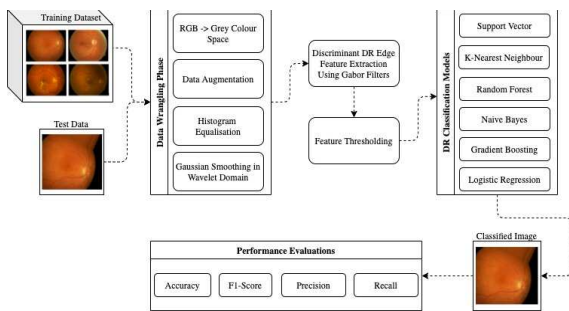 Training Dataset
Test Data
Data Wrangling Phase
RGB -> Grey Colour
Space
Data Augmentation
Histogram
Equalisation
Gaussian Smoothing in
Wavelet Domain
Discriminant DR Edge
Feature Extraction
Using Gabor Filters
Feature Thresholding
DR Classification Models
Support Vector
K-Nearest Neighbour
Random Forest
Naive Bayes
Gradient Boosting
Logistic Regression
Classified Image
Performance Evaluations
Accuracy
F1-Score
Precision
Recall